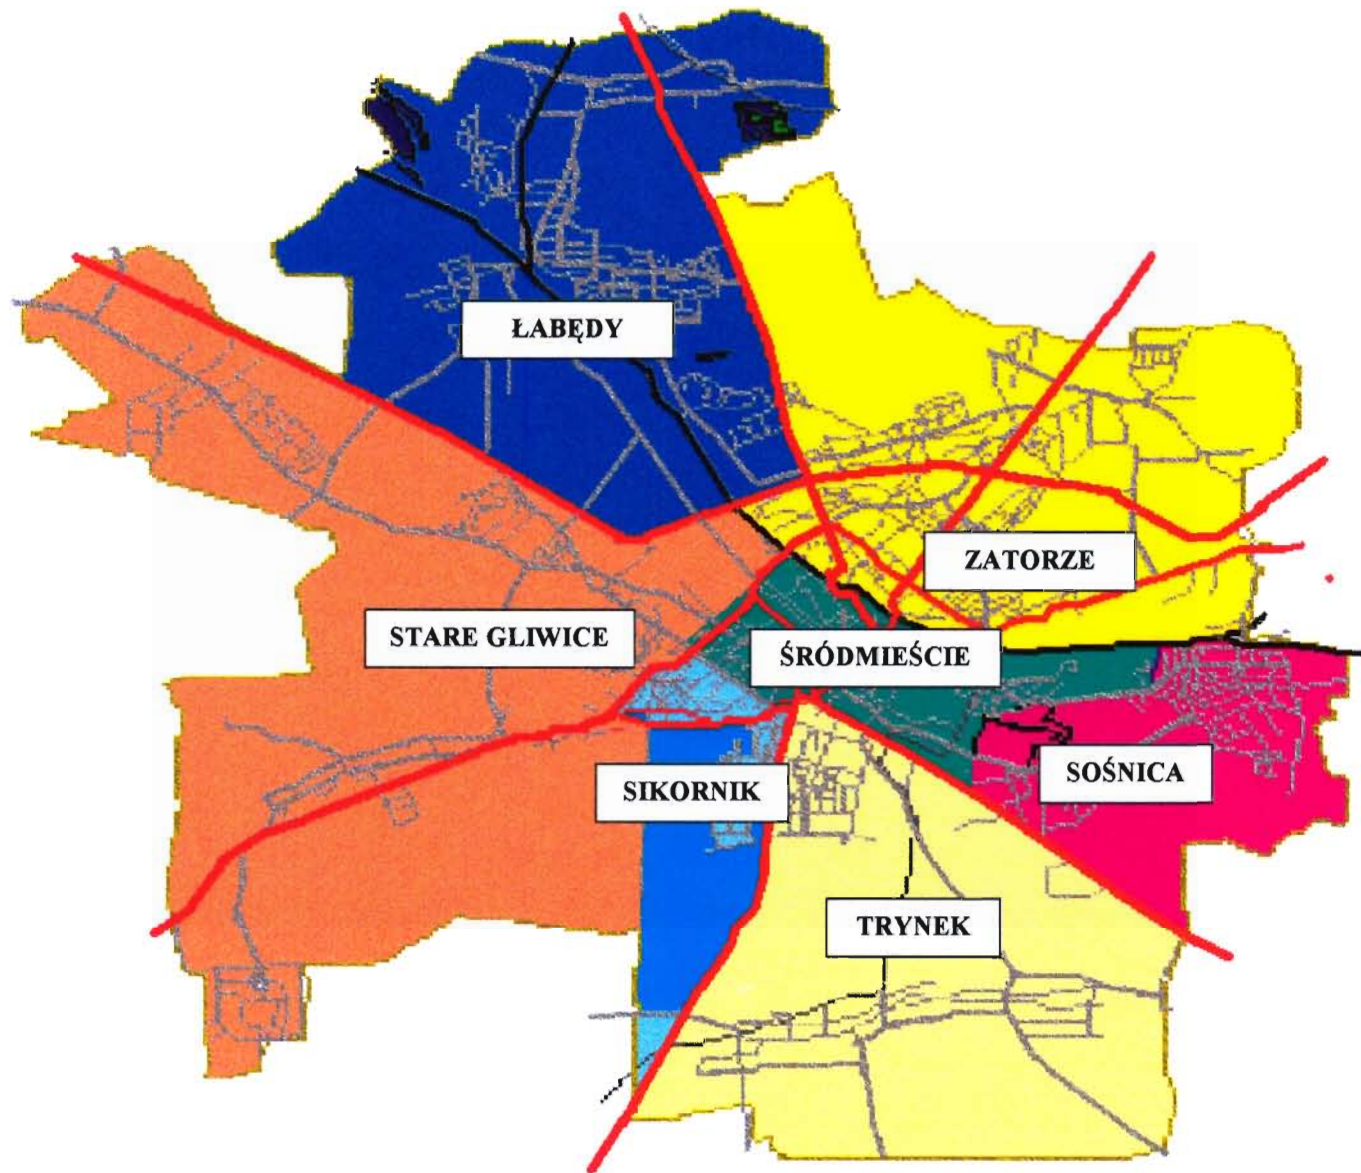 ŁABĘDY
ZATORZE
STARE GLIWICE
ŚRÓDMIEŚCIE
SOŚNICA
SIKORNIK
TRYNEK